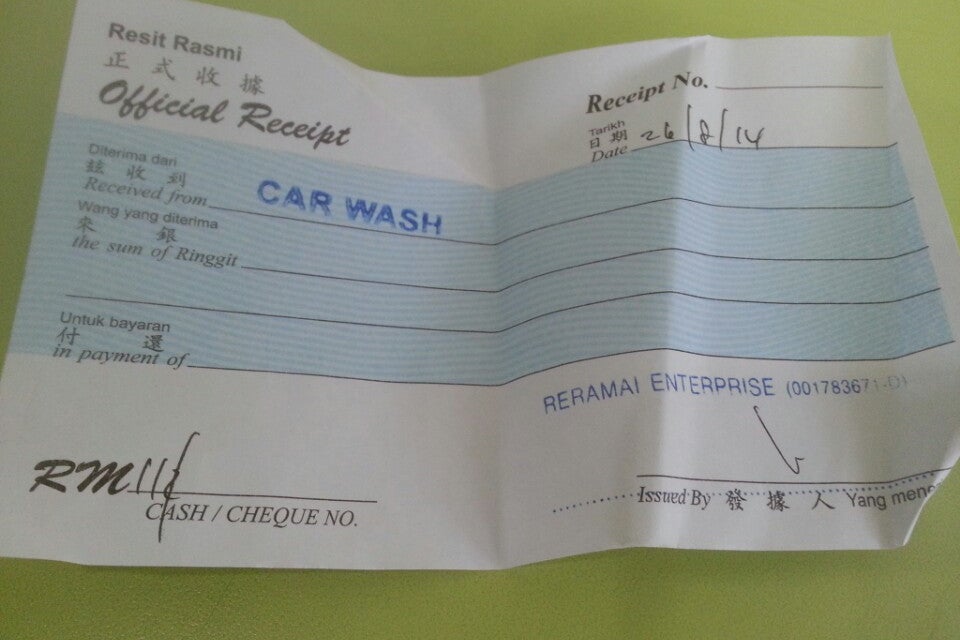 Resit Rasmi
正式收據
Official Receipt
Receipt No.
Tarikh
日期
Date 26/8/14
Diterima dari
茲收到
Received from CAR WASH
Wang yang diterima
來銀
the sum of Ringgit
Untuk bayaran
付還
in payment of
RERAMAI ENTERPRISE (001783671-D)
RM
CASH / CHEQUE NO.
Issued By 發據人 Yang